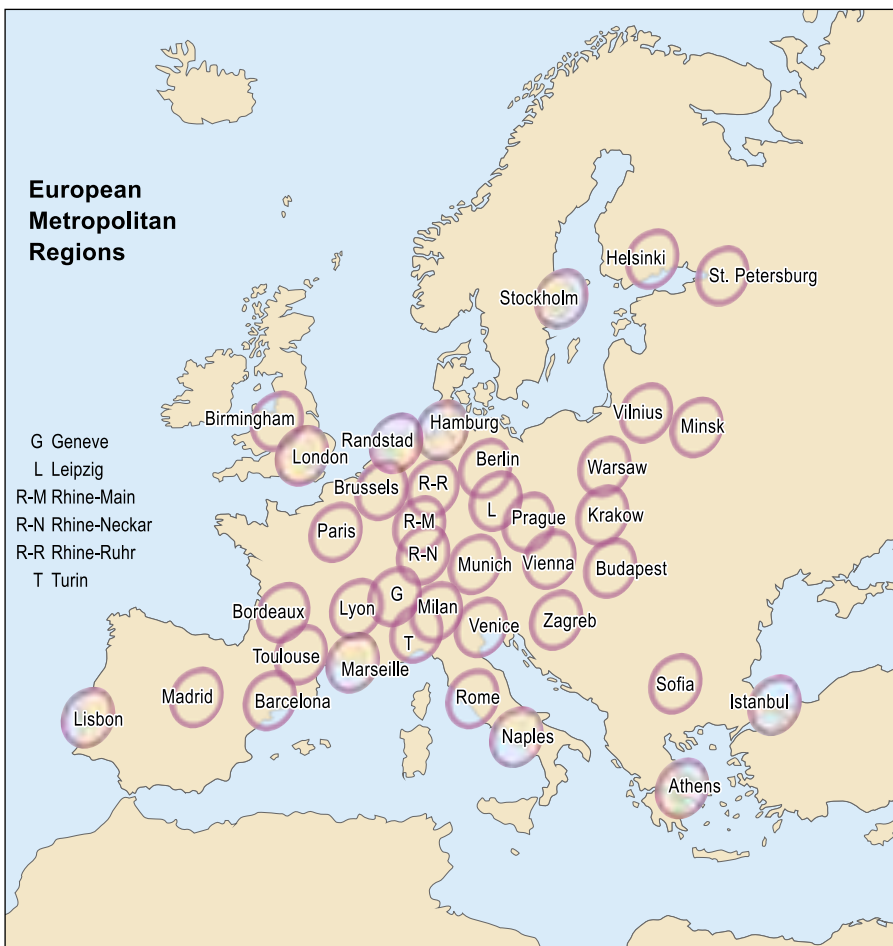 European
Metropolitan
Regions
G Geneve
L Leipzig
R-M Rhine-Main
R-N Rhine-Neckar
R-R Rhine-Ruhr
T Turin
Helsinki
St. Petersburg
Stockholm
Birmingham
London
Randstad
Hamburg
Vilnius
Minsk
Brussels
R-R
Berlin
Warsaw
Paris
R-M
L
Prague
Krakow
R-N
Munich
Vienna
Budapest
Bordeaux
Lyon
G
Milan
Venice
Zagreb
Toulouse
Marseille
T
Lisbon
Madrid
Barcelona
Rome
Naples
Sofia
Istanbul
Athens